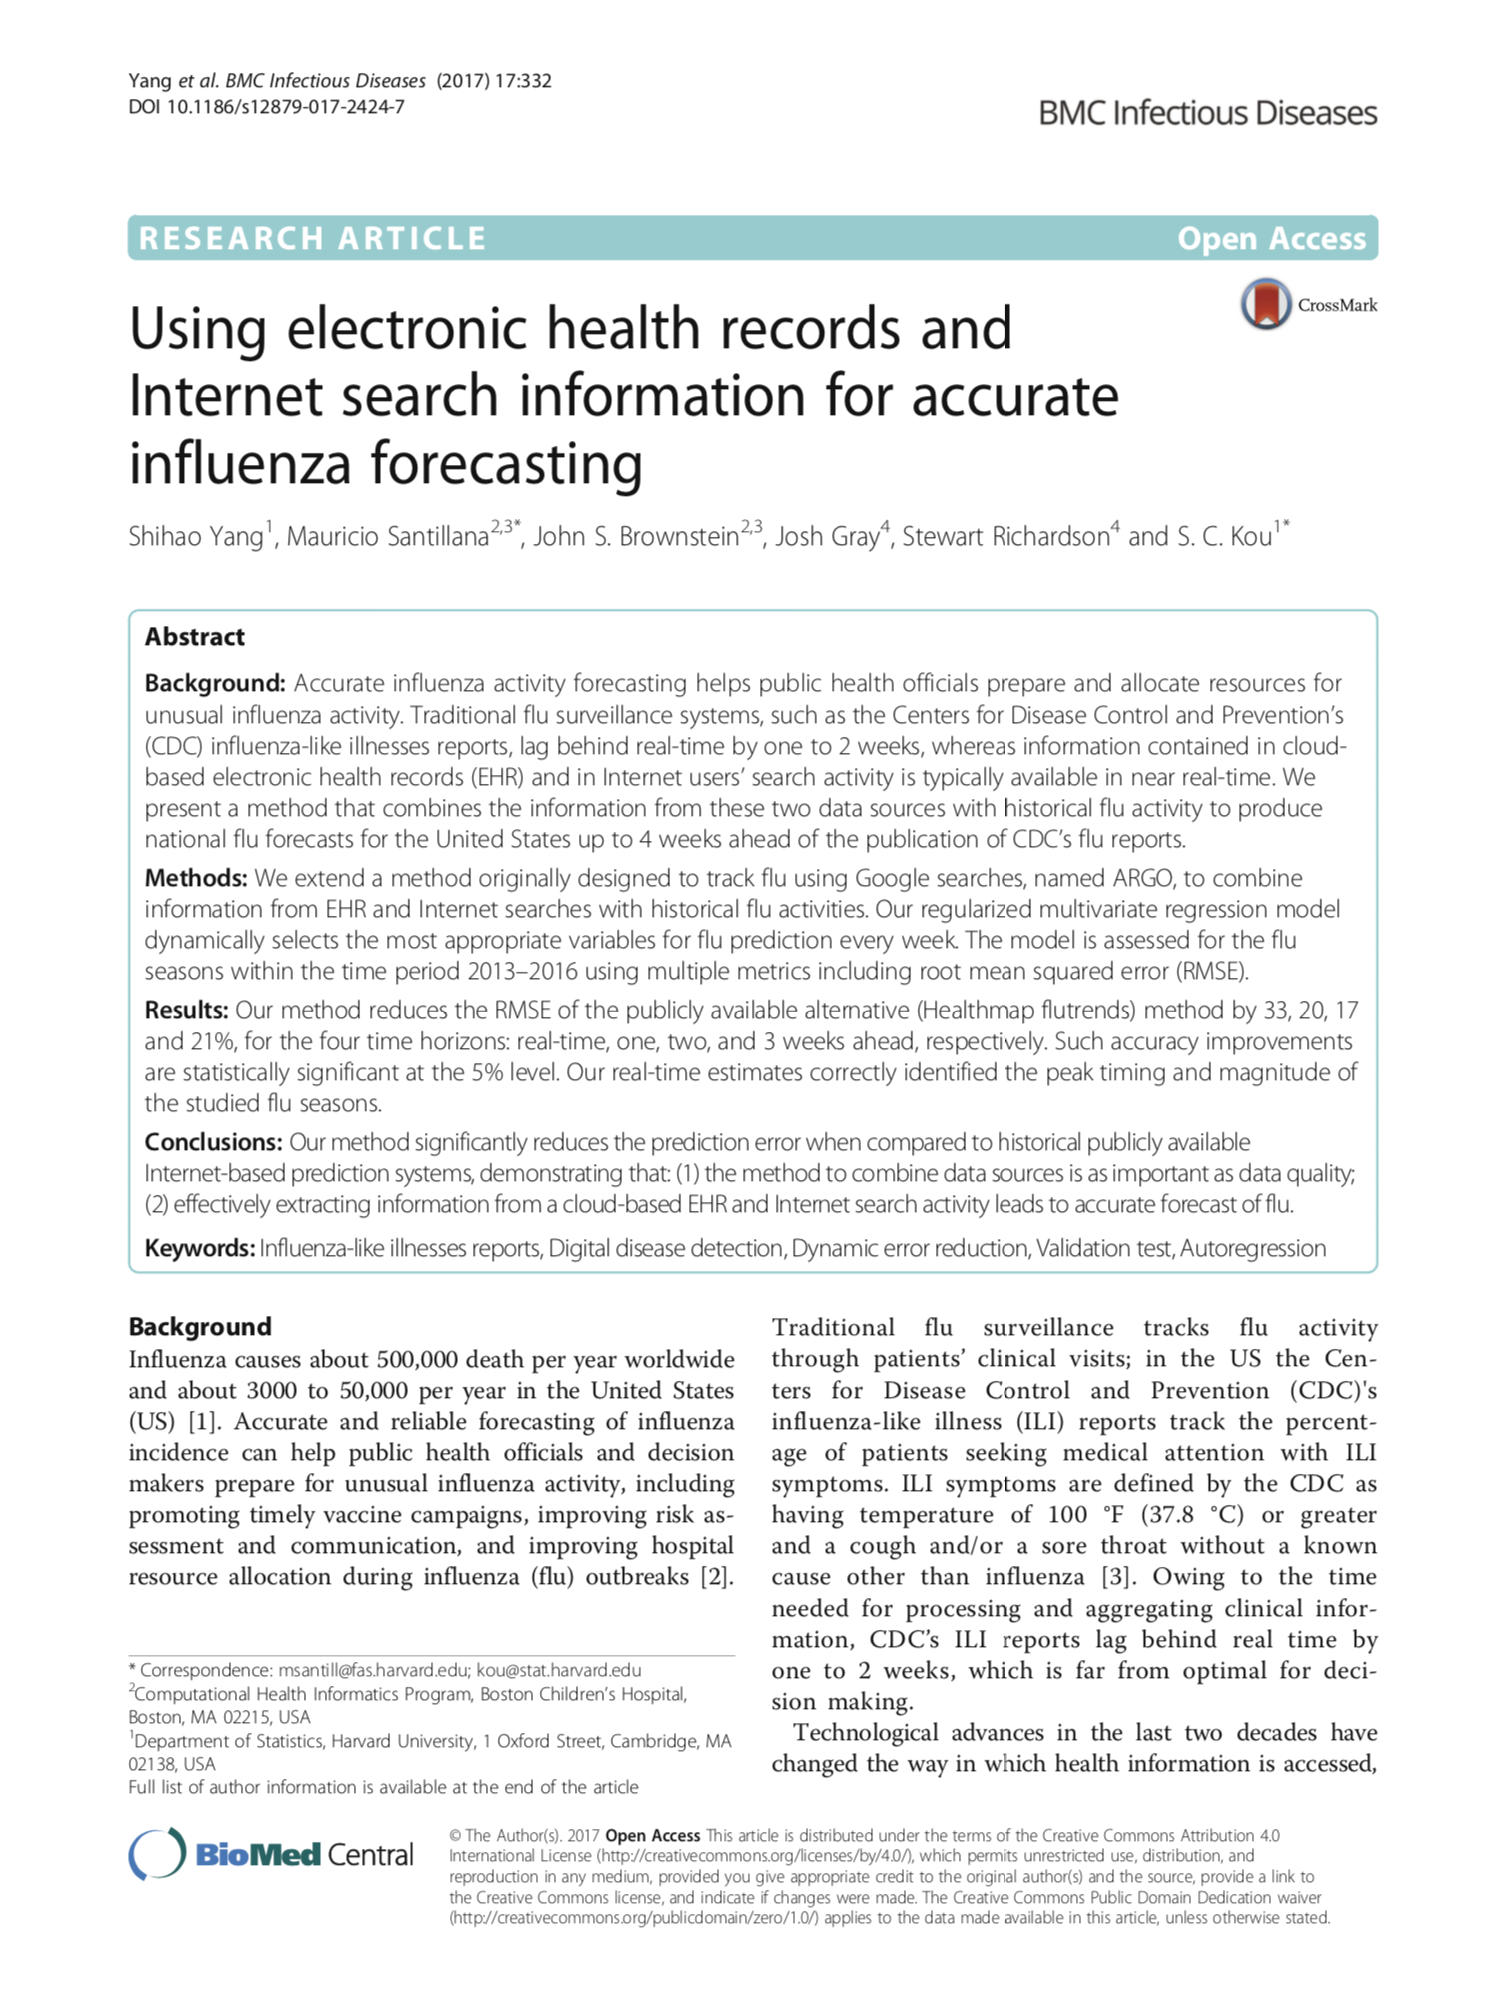 Yang et al. BMC Infectious Diseases (2017) 17:332
DOI 10.1186/s12879-017-2424-7
BMC Infectious Diseases
RESEARCH ARTICLE
Open Access
CrossMark
Using electronic health records and
Internet search information for accurate
influenza forecasting
Shihao Yang1, Mauricio Santillana2,3*, John S. Brownstein2,3, Josh Gray4, Stewart Richardson4 and S. C. Kou1*
Abstract
Background: Accurate influenza activity forecasting helps public health officials prepare and allocate resources for
unusual influenza activity. Traditional flu surveillance systems, such as the Centers for Disease Control and Prevention’s
(CDC) influenza-like illnesses reports, lag behind real-time by one to 2 weeks, whereas information contained in cloud-
based electronic health records (EHR) and in Internet users’ search activity is typically available in near real-time. We
present a method that combines the information from these two data sources with historical flu activity to produce
national flu forecasts for the United States up to 4 weeks ahead of the publication of CDC’s flu reports.
Methods: We extend a method originally designed to track flu using Google searches, named ARGO, to combine
information from EHR and Internet searches with historical flu activities. Our regularized multivariate regression model
dynamically selects the most appropriate variables for flu prediction every week. The model is assessed for the flu
seasons within the time period 2013–2016 using multiple metrics including root mean squared error (RMSE).
Results: Our method reduces the RMSE of the publicly available alternative (Healthmap flutrends) method by 33, 20, 17
and 21%, for the four time horizons: real-time, one, two, and 3 weeks ahead, respectively. Such accuracy improvements
are statistically significant at the 5% level. Our real-time estimates correctly identified the peak timing and magnitude of
the studied flu seasons.
Conclusions: Our method significantly reduces the prediction error when compared to historical publicly available
Internet-based prediction systems, demonstrating that: (1) the method to combine data sources is as important as data quality;
(2) effectively extracting information from a cloud-based EHR and Internet search activity leads to accurate forecast of flu.
Keywords: Influenza-like illnesses reports, Digital disease detection, Dynamic error reduction, Validation test, Autoregression
Background
Influenza causes about 500,000 death per year worldwide
and about 3000 to 50,000 per year in the United States
(US) [1]. Accurate and reliable forecasting of influenza
incidence can help public health officials and decision
makers prepare for unusual influenza activity, including
promoting timely vaccine campaigns, improving risk as-
sessment and communication, and improving hospital
resource allocation during influenza (flu) outbreaks [2].
Traditional flu surveillance tracks flu activity
through patients’ clinical visits; in the US the Cen-
ters for Disease Control and Prevention (CDC)'s
influenza-like illness (ILI) reports track the percent-
age of patients seeking medical attention with ILI
symptoms. ILI symptoms are defined by the CDC as
having temperature of 100 °F (37.8 °C) or greater
and a cough and/or a sore throat without a known
cause other than influenza [3]. Owing to the time
needed for processing and aggregating clinical infor-
mation, CDC’s ILI reports lag behind real time by
one to 2 weeks, which is far from optimal for deci-
sion making.
Technological advances in the last two decades have
changed the way in which health information is accessed,
* Correspondence: msantill@fas.harvard.edu; kou@stat.harvard.edu
2Computational Health Informatics Program, Boston Children’s Hospital,
Boston, MA 02215, USA
1Department of Statistics, Harvard University, 1 Oxford Street, Cambridge, MA
02138, USA
Full list of author information is available at the end of the article
BioMed Central
© The Author(s). 2017 Open Access This article is distributed under the terms of the Creative Commons Attribution 4.0
International License (http://creativecommons.org/licenses/by/4.0/), which permits unrestricted use, distribution, and
reproduction in any medium, provided you give appropriate credit to the original author(s) and the source, provide a link to
the Creative Commons license, and indicate if changes were made. The Creative Commons Public Domain Dedication waiver
(http://creativecommons.org/publicdomain/zero/1.0/) applies to the data made available in this article, unless otherwise stated.